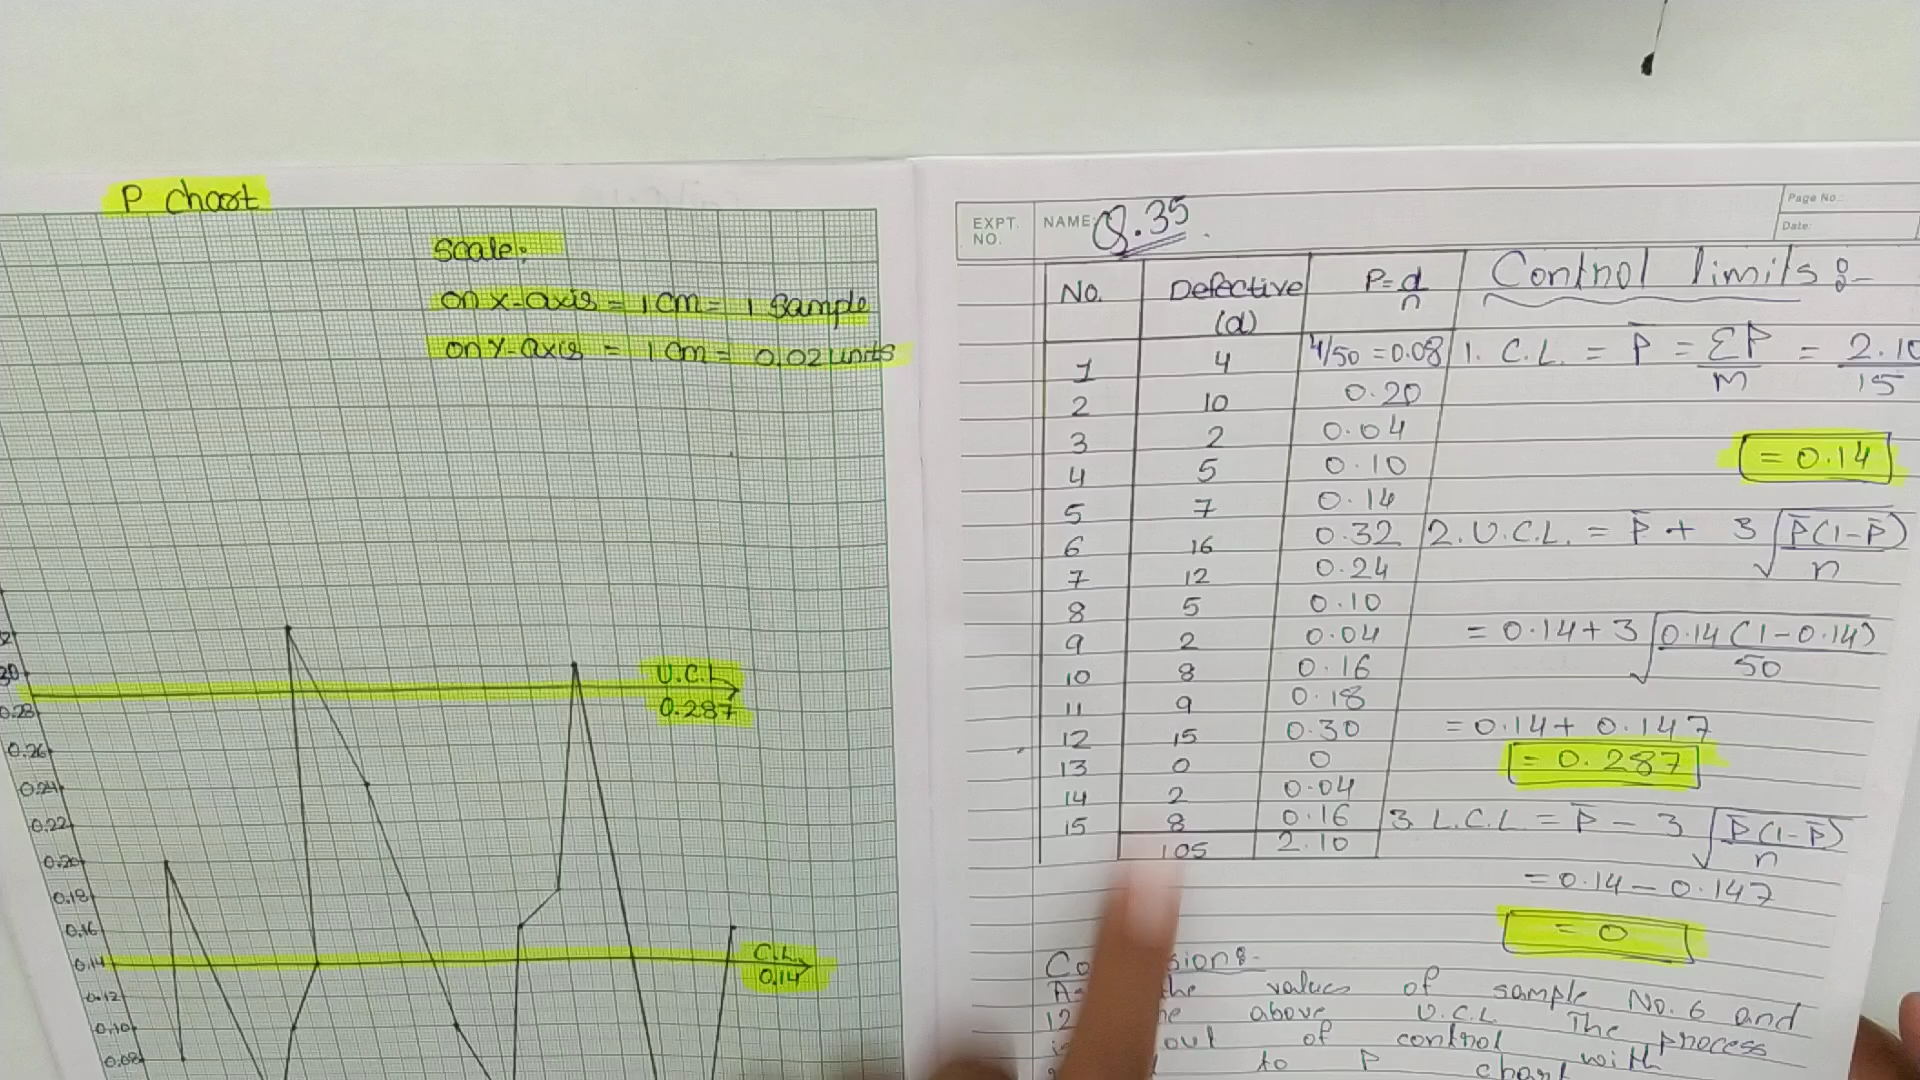 P chart
Scale:
on x-axis = 1 cm = 1 sample
on Y-axis = 1 cm = 0.02 units
U.C.L
0.287
30
0.28
0.26
0.24
0.22
0.20
0.18
0.16
0.14
0.12
0.10
0.08
C.L.
0.14
EXPT. NO.
NAME: Q.35
Page No.:
Date:
No. Defective (d) P = d/n
1 4 4/50 = 0.08
2 10 0.20
3 2 0.04
4 5 0.10
5 7 0.14
6 16 0.32
7 12 0.24
8 5 0.10
9 2 0.04
10 8 0.16
11 9 0.18
12 15 0.30
13 0 0
14 2 0.04
15 8 0.16
105 2.10
Control limits :-
1. C.L. = P̄ = ΣP/m = 2.10/15
= 0.14
2. U.C.L. = P̄ + 3 √P̄(1-P̄)/n
= 0.14 + 3 √0.14(1-0.14)/50
= 0.14 + 0.147
= 0.287
3. L.C.L = P̄ - 3 √P̄(1-P̄)/n
= 0.14 - 0.147
= 0
values of sample No. 6 and
12 above U.C.L. The process
out of control
to P chart with